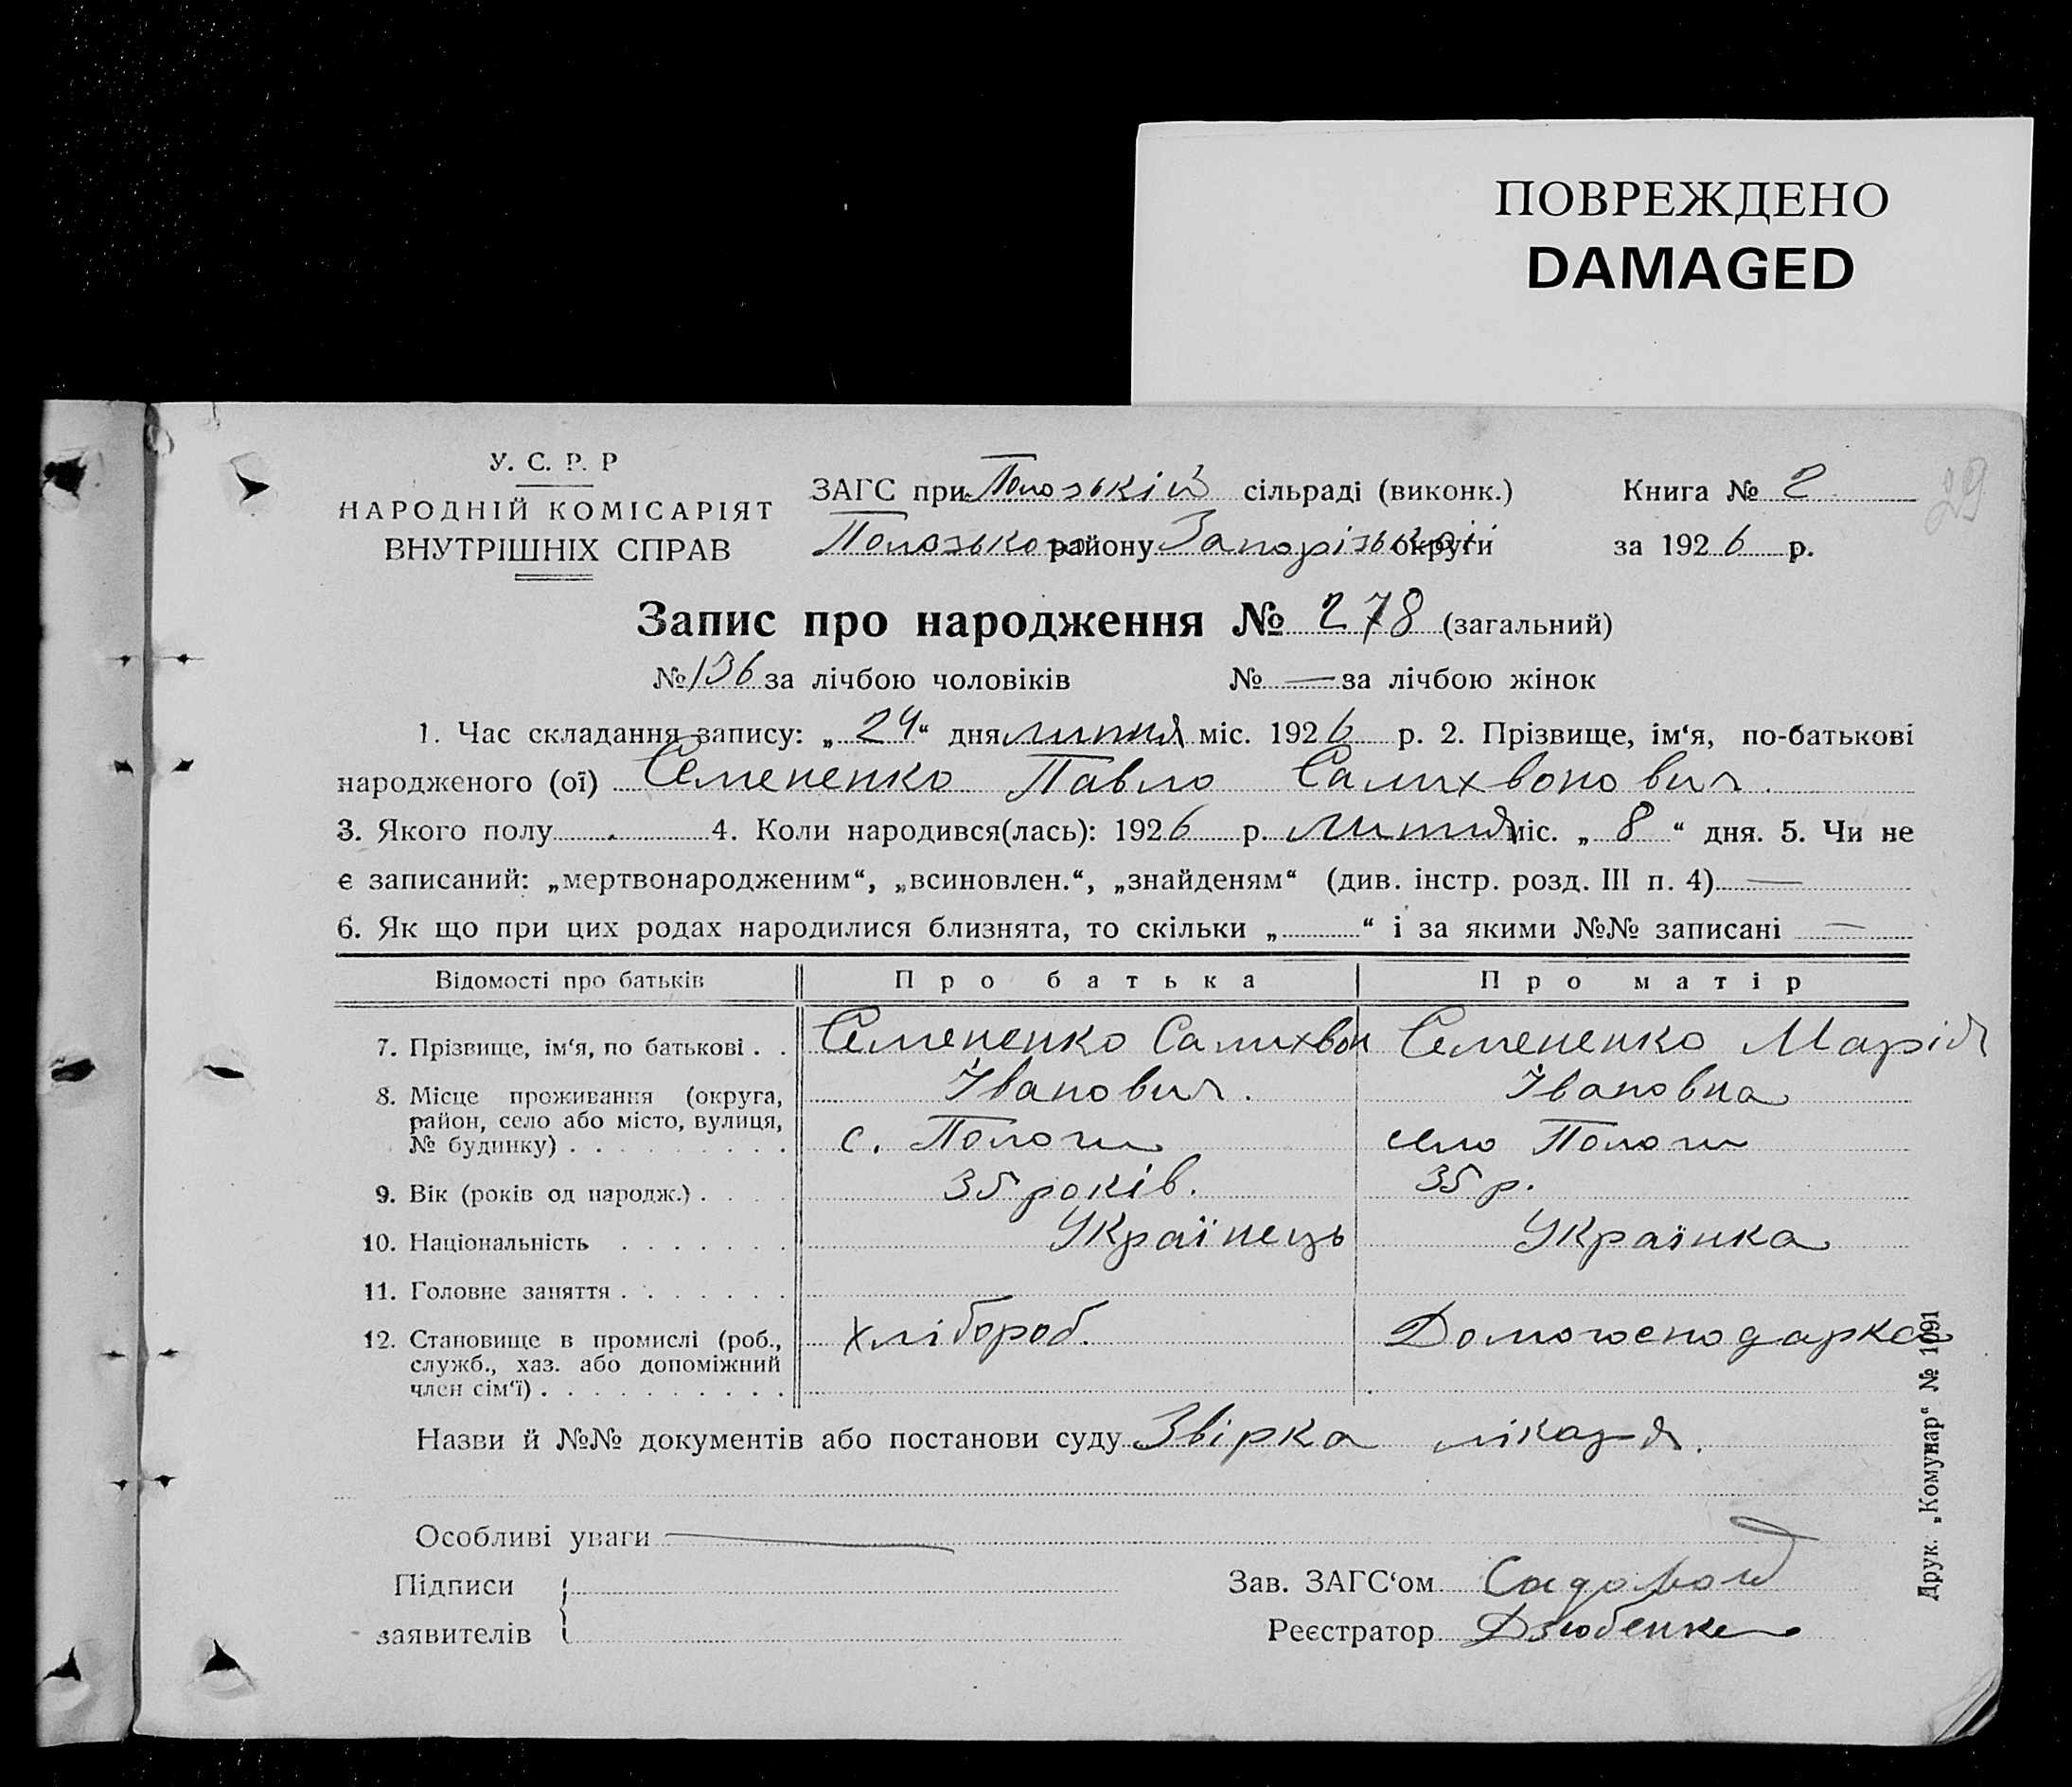 ПОВРЕЖДЕНО
DAMAGED
29
У. С. Р. Р
НАРОДНІЙ КОМІСАРІЯТ
ВНУТРІШНІХ СПРАВ
ЗАГС при Пологській сільраді (виконк.)
Пологського району Запорізької округи
Книга № 2
за 1926 р.
Запис про народження № 278 (загальний)
№ 136 за лічбою чоловіків № — за лічбою жінок
1. Час складання запису: „24“ дня липня міс. 1926 р. 2. Прізвище, ім‘я, по-батькові
народженого (ої) Семененко Павло Самихвонович
3. Якого полу 4. Коли народився(лась): 1926 р. липня міс. „8“ дня. 5. Чи не
є записаний: „мертвонародженим“, „всиновлен.“, „знайденям“ (див. інстр. розд. III п. 4) —
6. Як що при цих родах народилися близнята, то скільки „ “ і за якими №№ записані —
Відомості про батьків Про батька Про матір
7. Прізвище, ім‘я, по батькові . . Семененко Самихвон Семененко Марія
Іванович. Івановна
8. Місце проживання (округа,
район, село або місто, вулиця,
№ будинку) с. Пологи село Пологи
9. Вік (років од народж.) 35 років. 35 р.
10. Національність Українець Українка
11. Головне заняття
12. Становище в промислі (роб., хлібороб. Домогосподарка
служб., хаз. або допоміжний
член сім‘ї)
Назви й №№ документів або постанови суду Звірка лікаря.
Особливі уваги —
Підписи
заявителів
Зав. ЗАГС‘ом
Реєстратор Дзюбенко
Друк. „Комунар“ № 1091